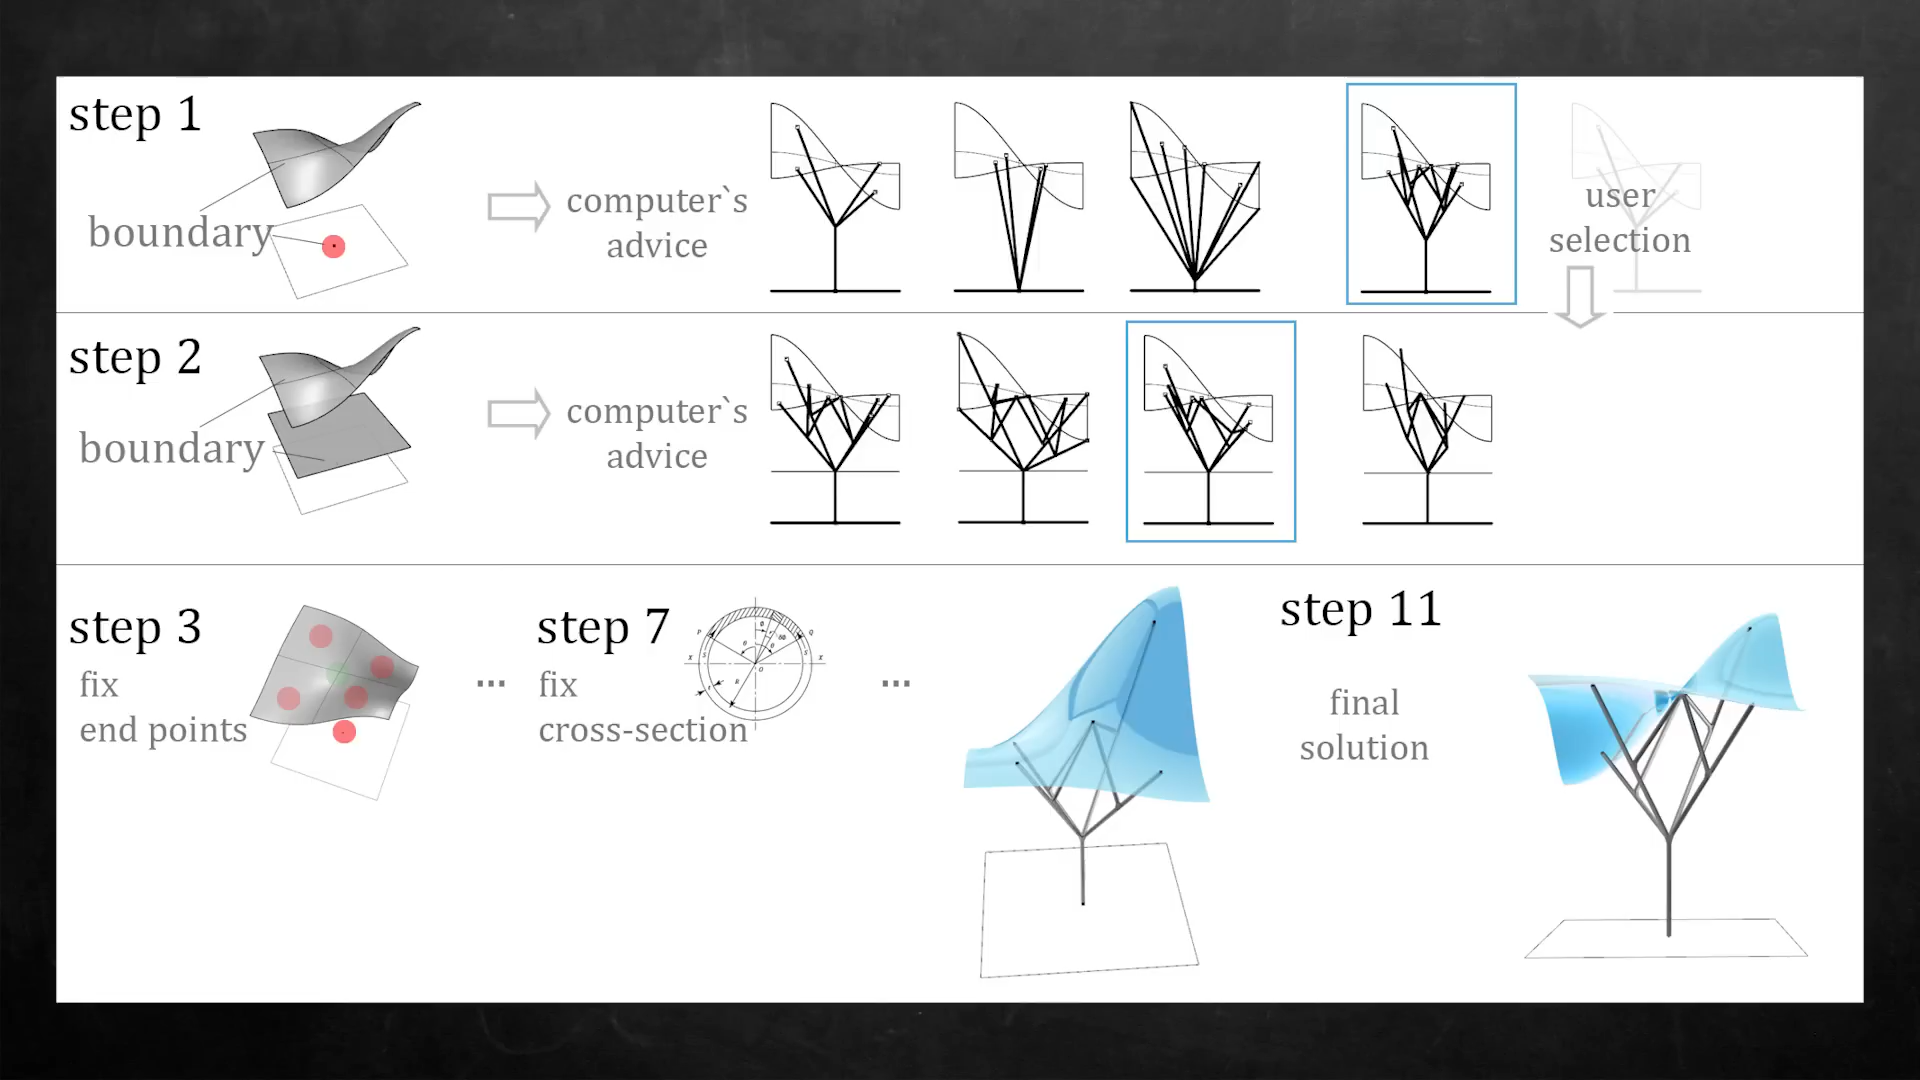 step 1
boundary
computer`s
advice
user
selection
step 2
boundary
computer`s
advice
step 3
fix
end points
...
step 7
fix
cross-section
...
step 11
final
solution